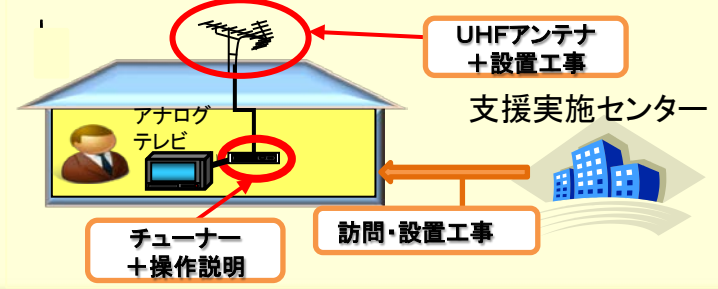 UHFアンテナ
＋設置工事
支援実施センター
アナログ
テレビ
訪問・設置工事
チューナー
＋操作説明